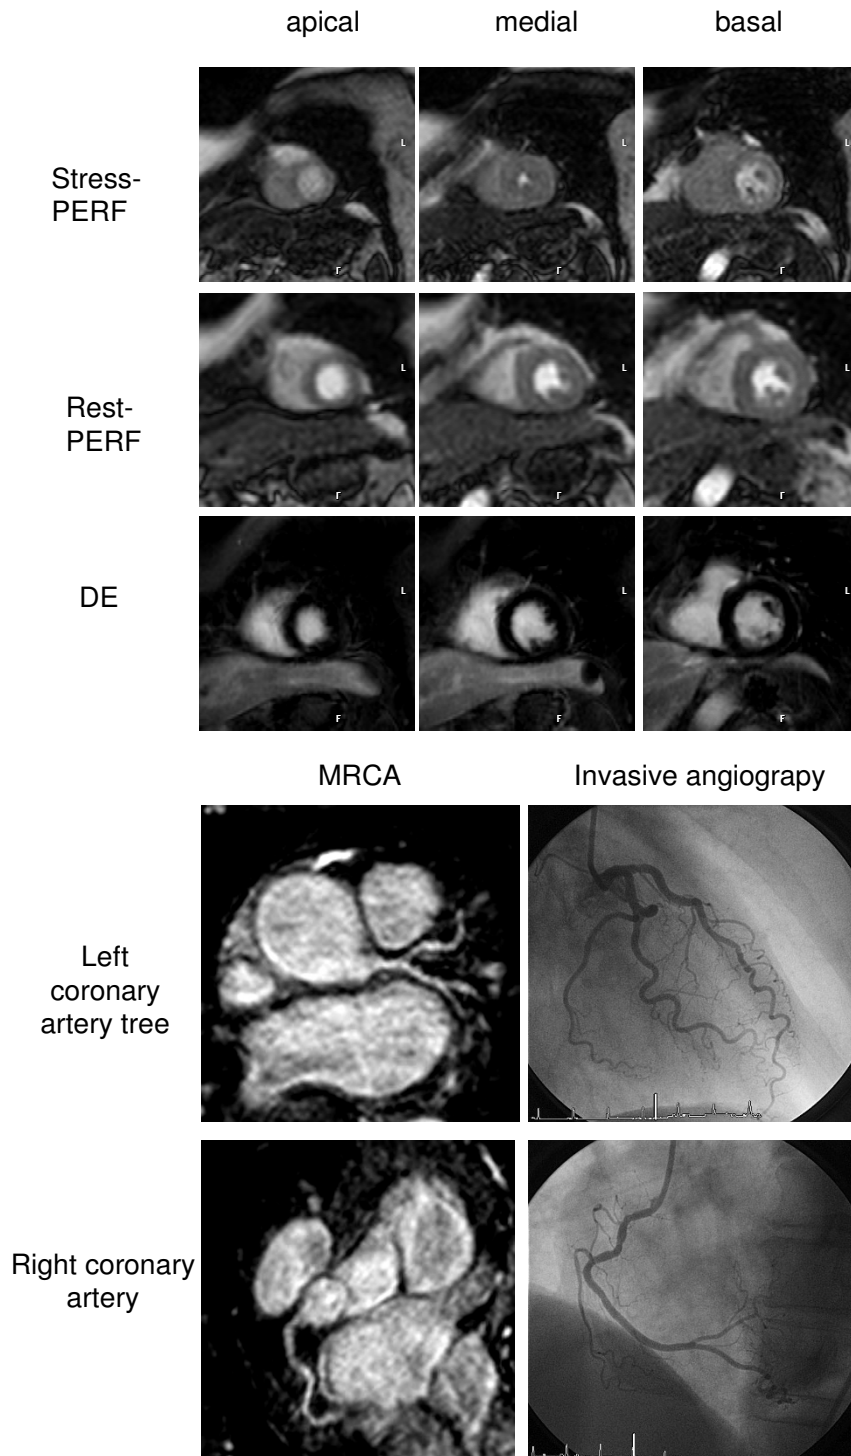 apical medial basal
Stress-
PERF
L
L
L
F
F
F
Rest-
PERF
L
L
L
F
F
F
DE
L
L
L
F
F
F
MRCA Invasive angiograpy
Left
coronary
artery tree
Right coronary
artery